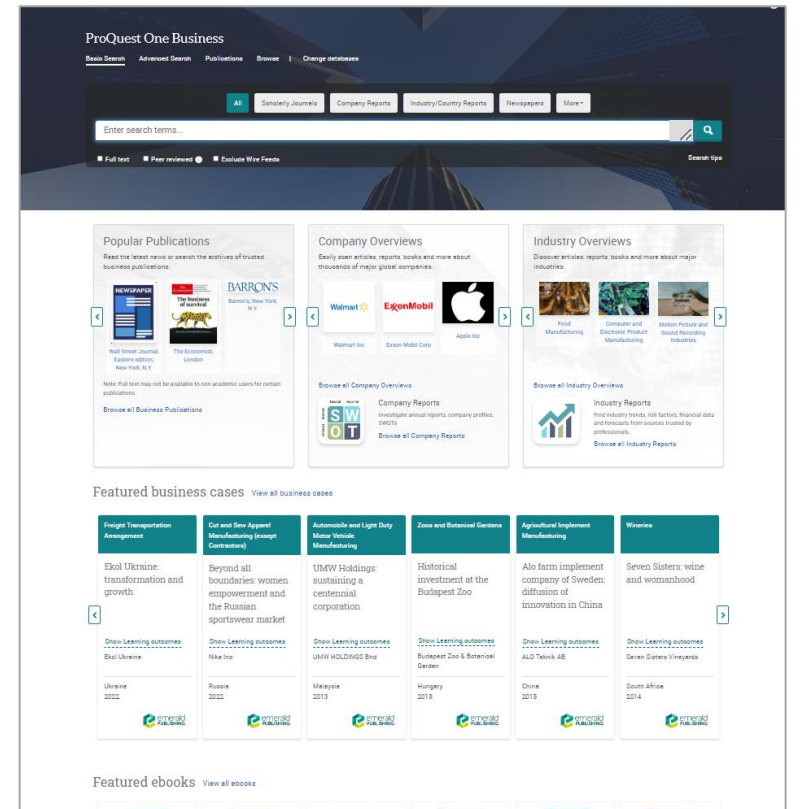 ProQuest One Business
Basic Search Advanced Search Publications Browse | Change databases
All Scholarly Journals Company Reports Industry/Country Reports Newspapers More
Enter search terms...
Full text Peer reviewed Exclude Wire Feeds Search tips
Popular Publications
Read the latest news or search the archives of trusted
business publications.
NEWSPAPER
The business
of survival
BARRON'S
Wall Street Journal,
Eastern edition;
New York, N.Y.
The Economist;
London
Barron's; New York,
N.Y.
Note: Full text may not be available to non academic users for certain
publications.
Browse all Business Publications
Company Overviews
Easily scan articles, reports, books and more about
thousands of major global companies.
Walmart
ExxonMobil
Walmart Inc
Exxon Mobil Corp
Apple Inc
Browse all Company Overviews
SWOT
Company Reports
Investigate annual reports, company profiles,
SWOTs
Browse all Company Reports
Industry Overviews
Discover articles, reports, books and more about major
industries.
Food
Manufacturing
Computer and
Electronic Product
Manufacturing
Motion Picture and
Sound Recording
Industries
Browse all Industry Overviews
Industry Reports
Find industry trends, risk factors, financial data
and forecasts from sources trusted by
professionals.
Browse all Industry Reports
Featured business cases View all business cases
Freight Transportation
Arrangement
Ekol Ukraine:
transformation and
growth
Show Learning outcomes
Ekol Ukraine
Ukraine
2022
emerald
PUBLISHING
Cut and Sew Apparel
Manufacturing (except
Contractors)
Beyond all
boundaries: women
empowerment and
the Russian
sportswear market
Show Learning outcomes
Nike Inc
Russia
2022
emerald
PUBLISHING
Automobile and Light Duty
Motor Vehicle
Manufacturing
UMW Holdings:
sustaining a
centennial
corporation
Show Learning outcomes
UMW HOLDINGS Bhd
Malaysia
2018
emerald
PUBLISHING
Zoos and Botanical Gardens
Historical
investment at the
Budapest Zoo
Show Learning outcomes
Budapest Zoo & Botanical
Garden
Hungary
2018
emerald
PUBLISHING
Agricultural Implement
Manufacturing
Alo farm implement
company of Sweden:
diffusion of
innovation in China
Show Learning outcomes
ALO Teknik AB
China
2015
emerald
PUBLISHING
Wineries
Seven Sisters: wine
and womanhood
Show Learning outcomes
Seven Sisters Vineyards
South Africa
2014
emerald
PUBLISHING
Featured ebooks View all ebooks